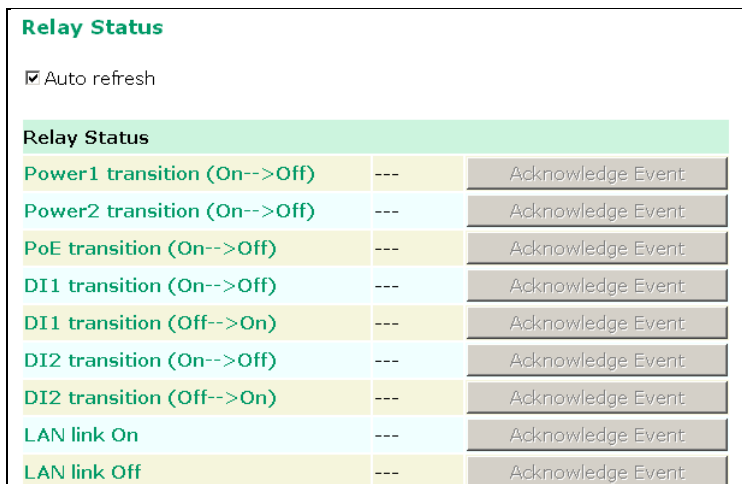 Relay Status
Auto refresh
Relay Status
Power1 transition (On-->Off) --- Acknowledge Event
Power2 transition (On-->Off) --- Acknowledge Event
PoE transition (On-->Off) --- Acknowledge Event
DI1 transition (On-->Off) --- Acknowledge Event
DI1 transition (Off-->On) --- Acknowledge Event
DI2 transition (On-->Off) --- Acknowledge Event
DI2 transition (Off-->On) --- Acknowledge Event
LAN link On --- Acknowledge Event
LAN link Off --- Acknowledge Event